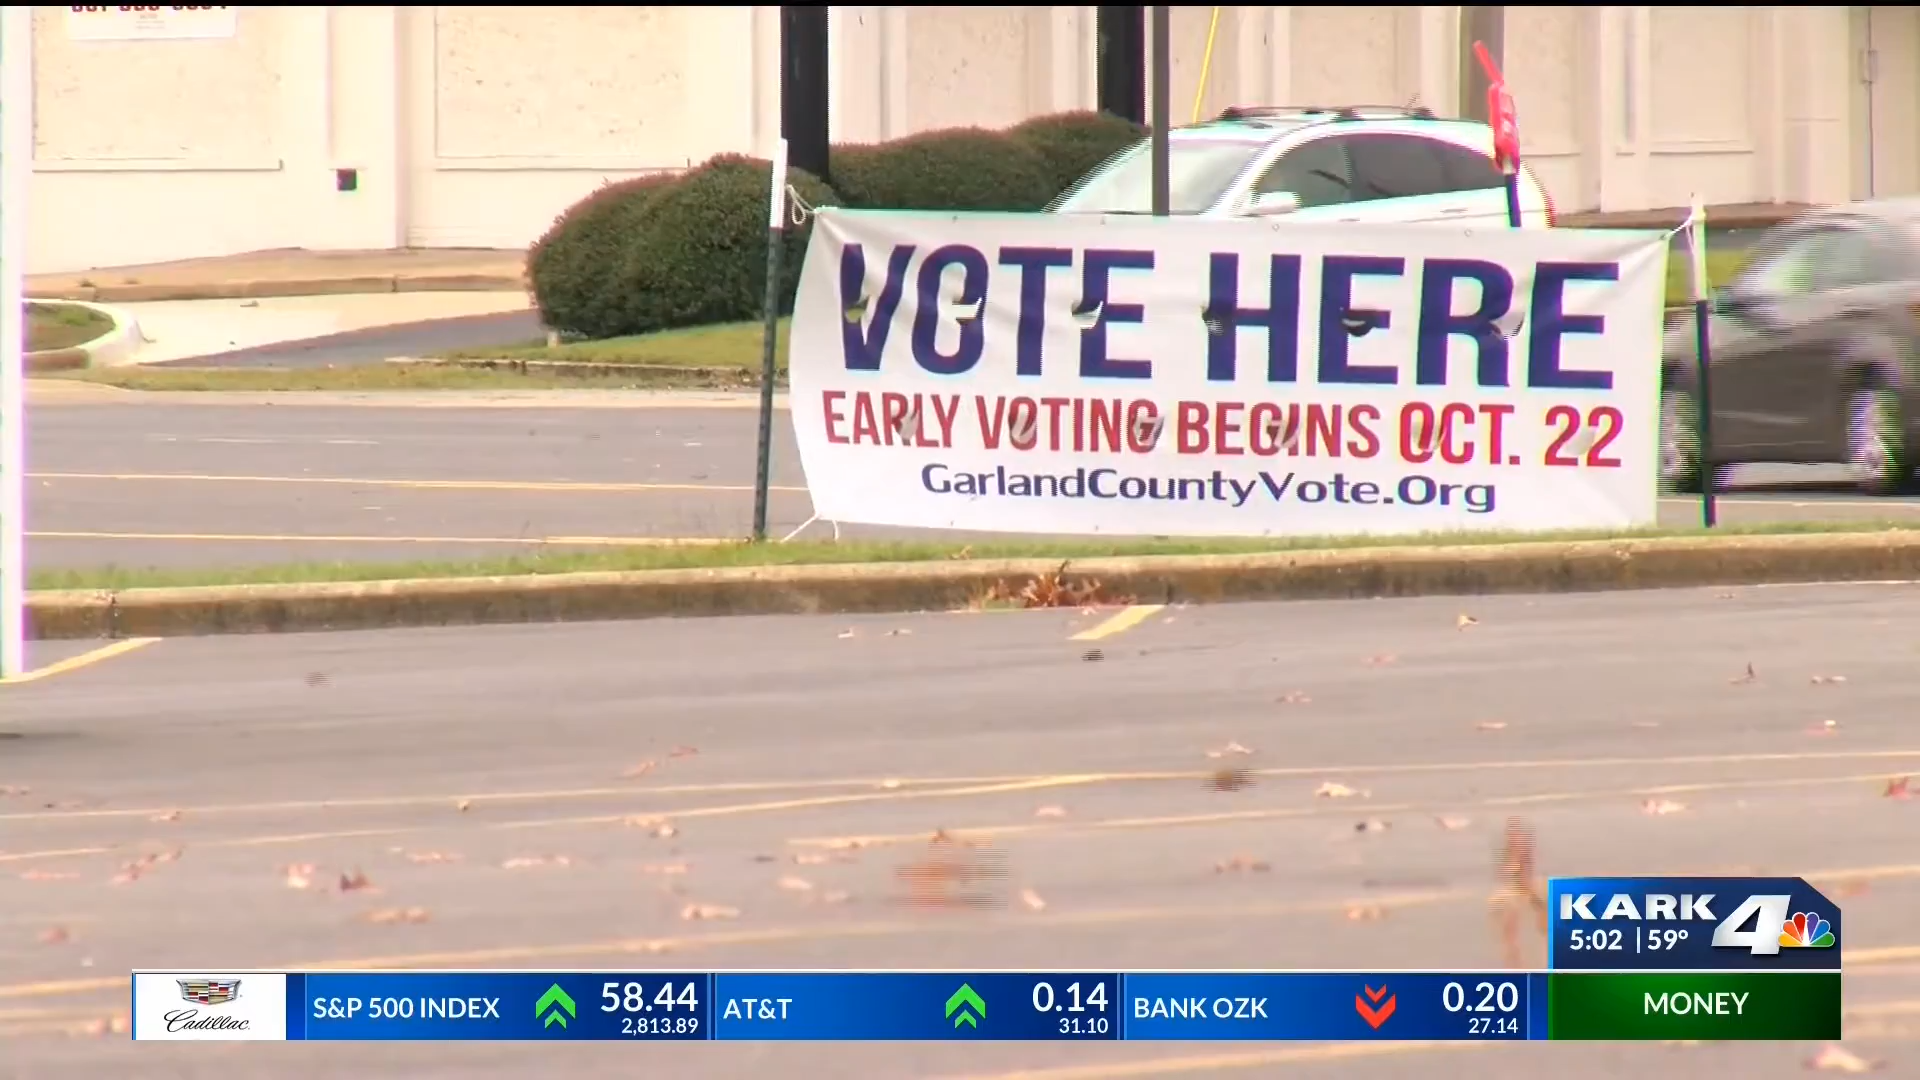 VOTE HERE
EARLY VOTING BEGINS OCT. 22
GarlandCountyVote.Org
KARK 4
5:02 | 59°
Cadillac
S&P 500 INDEX 58.44
2,813.89
AT&T 0.14
31.10
BANK OZK 0.20
27.14
MONEY